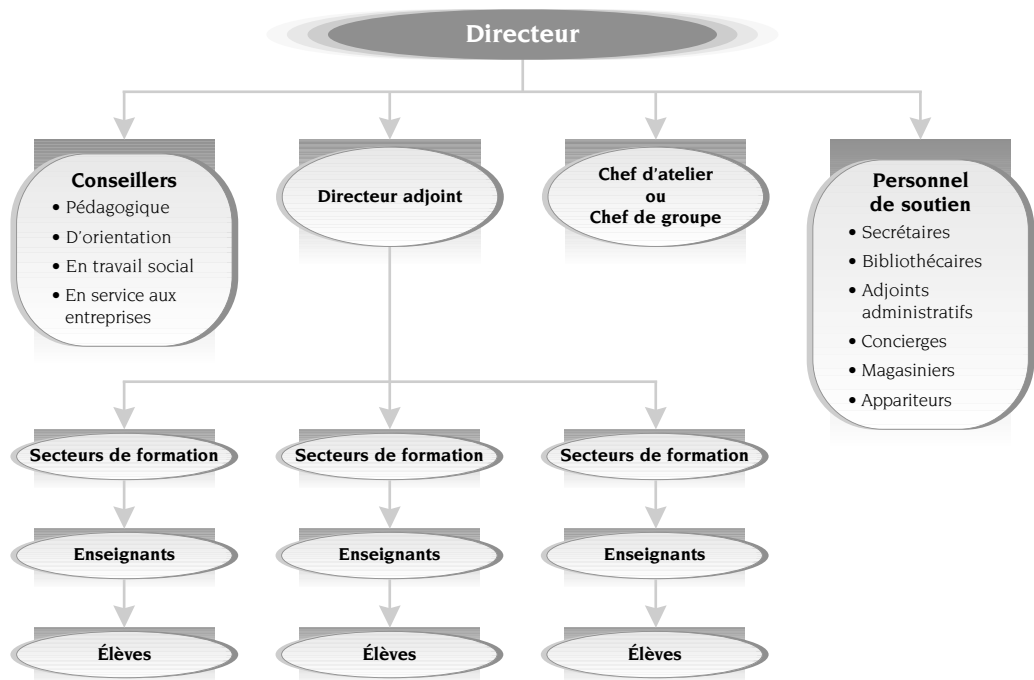 Directeur
Conseillers
• Pédagogique
• D'orientation
• En travail social
• En service aux
entreprises
Directeur adjoint
Chef d'atelier
ou
Chef de groupe
Personnel
de soutien
• Secrétaires
• Bibliothécaires
• Adjoints
administratifs
• Concierges
• Magasiniers
• Appariteurs
Secteurs de formation
Secteurs de formation
Secteurs de formation
Enseignants
Enseignants
Enseignants
Élèves
Élèves
Élèves